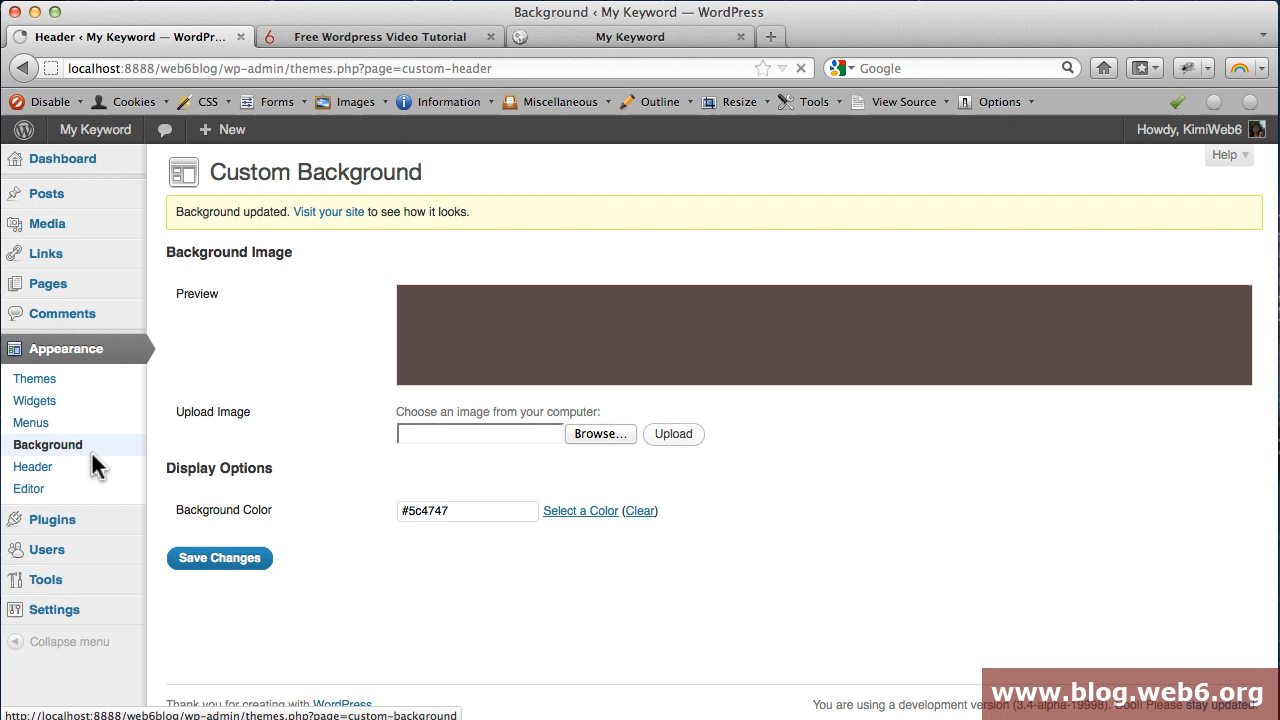 Background ‹ My Keyword — WordPress
Header ‹ My Keyword — WordPr...
Free Wordpress Video Tutorial
My Keyword
localhost:8888/web6blog/wp-admin/themes.php?page=custom-header
Google
Disable
Cookies
CSS
Forms
Images
Information
Miscellaneous
Outline
Resize
Tools
View Source
Options
My Keyword
New
Howdy, KimiWeb6
Help
Dashboard
Posts
Media
Links
Pages
Comments
Appearance
Themes
Widgets
Menus
Background
Header
Editor
Plugins
Users
Tools
Settings
Collapse menu
Custom Background
Background updated. Visit your site to see how it looks.
Background Image
Preview
Upload Image
Choose an image from your computer:
Browse...
Upload
Display Options
Background Color
#5c4747
Select a Color (Clear)
Save Changes
Thank you for creating with WordPress
You are using a development version (3.4-alpha-19998). Cool! Please stay updated.
www.blog.web6.org
http://localhost:8888/web6blog/wp-admin/themes.php?page=custom-background